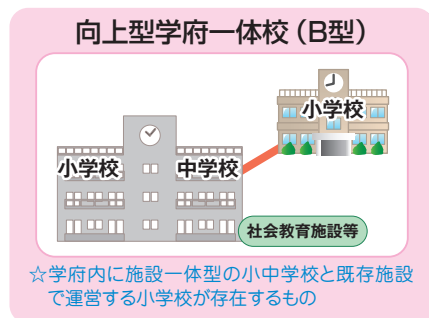 向上型学府一体校（B型）
小学校
小学校 中学校
社会教育施設等
☆学府内に施設一体型の小中学校と既存施設
で運営する小学校が存在するもの